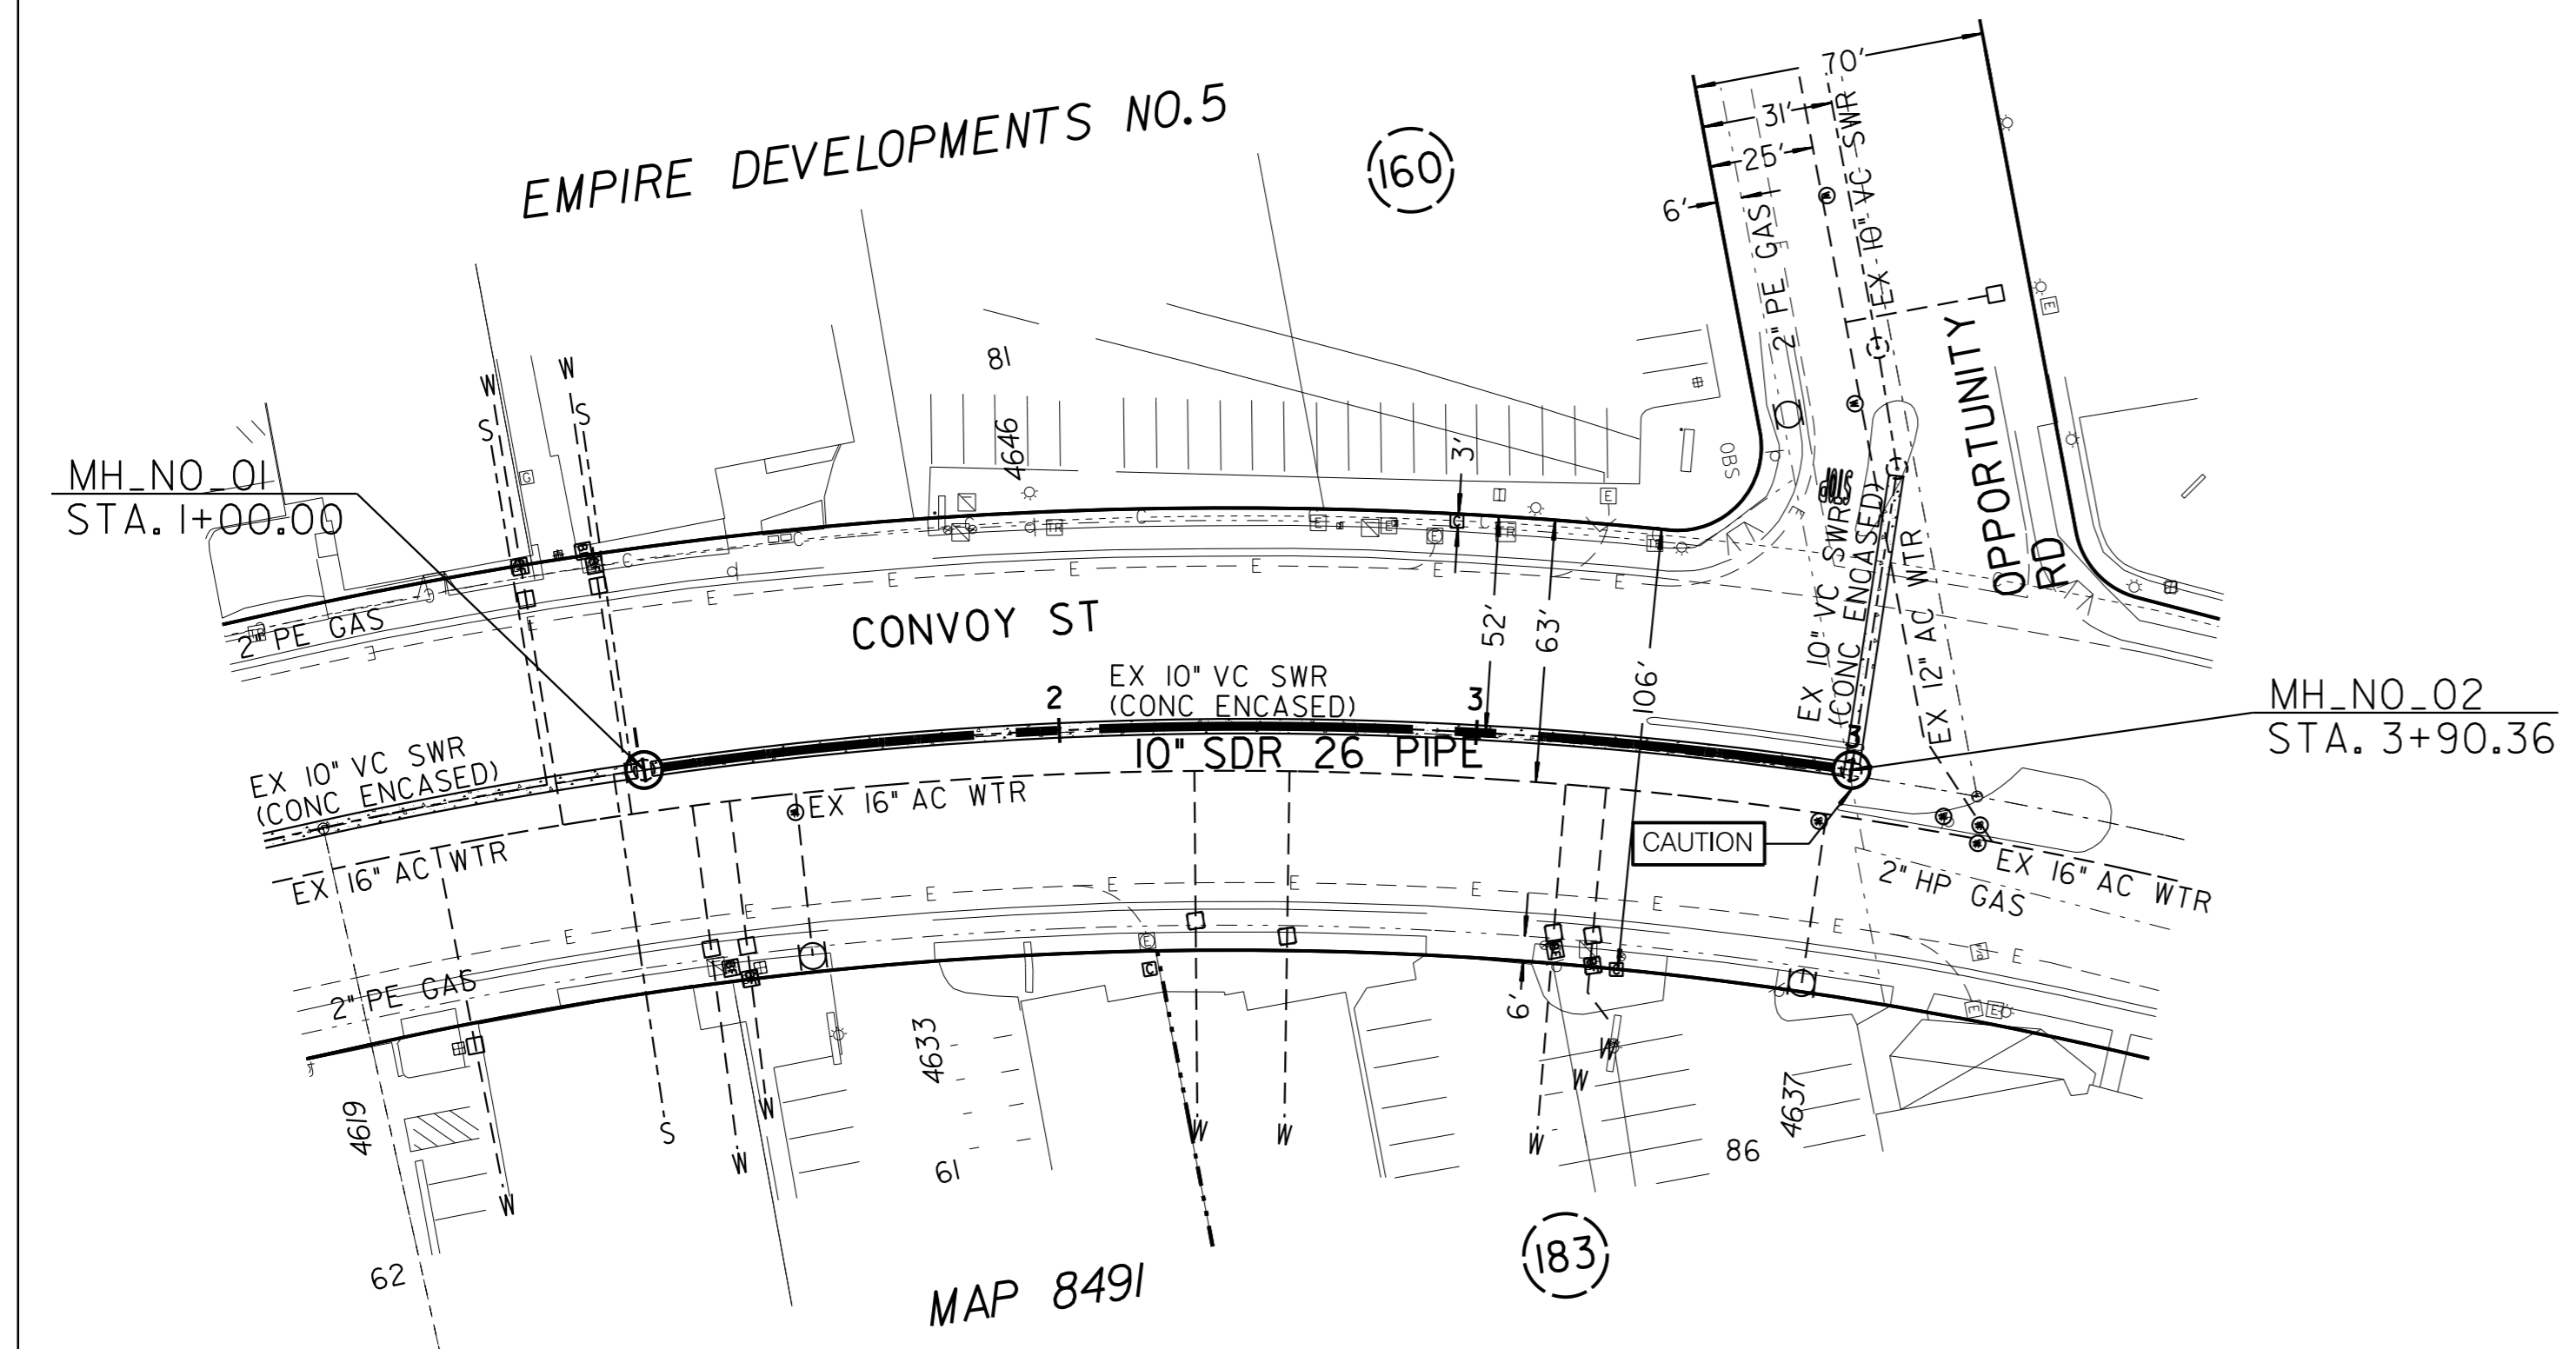 EMPIRE DEVELOPMENTS NO.5
160
70'
31'
25'
6'
2" PE GAS
EX 10" VC SWR
OPPORTUNITY
RD
81
4646
3'
OBS
W
W
S
S
MH_NO_01
STA. 1+00.00
2" PE GAS
CONVOY ST
52'
63'
106'
EX 10" VC SWR
(CONC ENCASED)
EX 12" AC WTR
MH_NO_02
STA. 3+90.36
1
2
3
3
EX 10" VC SWR
(CONC ENCASED)
10" SDR 26 PIPE
EX 10" VC SWR
(CONC ENCASED)
EX 16" AC WTR
EX 16" AC WTR
CAUTION
EX 16" AC WTR
2" HP GAS
2" PE GAS
6'
4619
4633
4637
S
W
W
W
W
W
W
W
W
61
86
62
183
MAP 8491